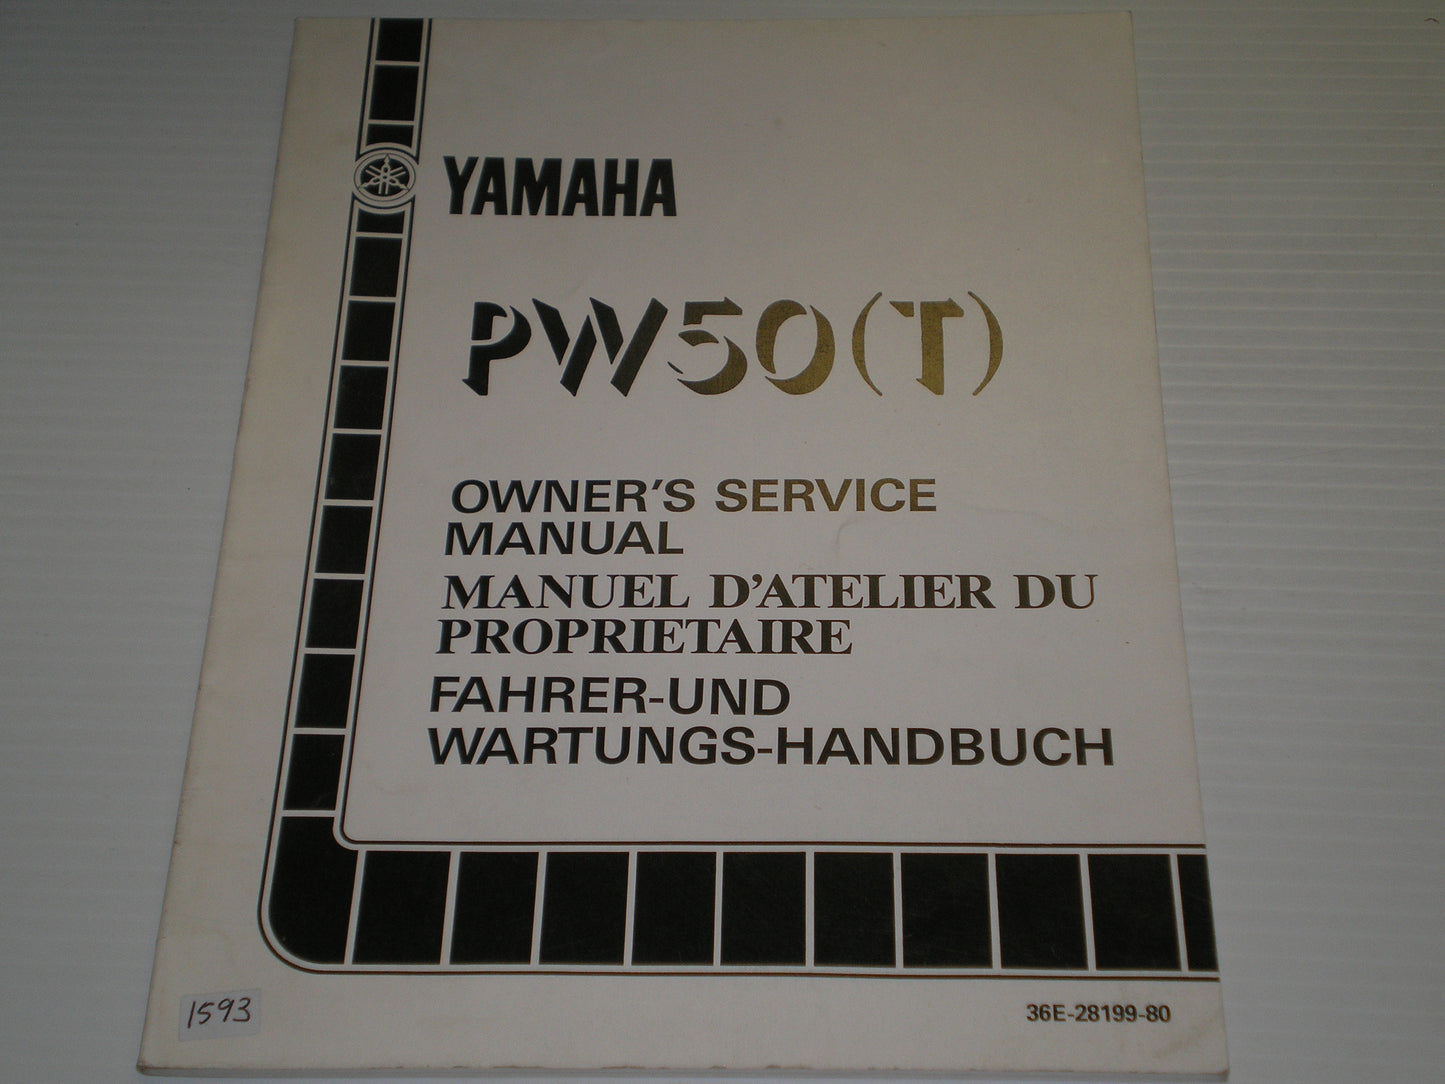 YAMAHA
PW50(T)
OWNER'S SERVICE
MANUAL
MANUEL D'ATELIER DU
PROPRIETAIRE
FAHRER-UND
WARTUNGS-HANDBUCH
1593
36E-28199-80